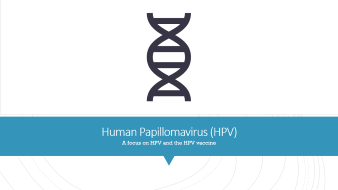 Human Papillomavirus (HPV)
A focus on HPV and the HPV vaccine